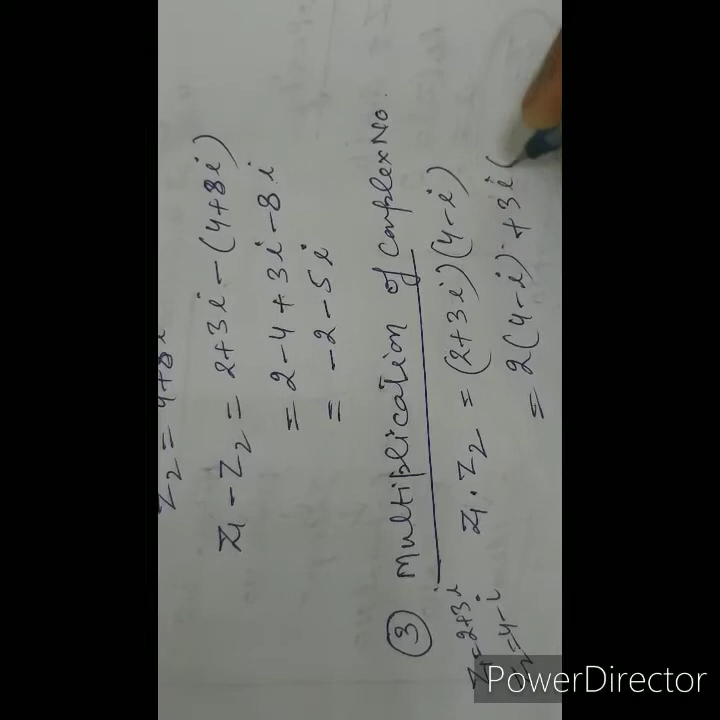 Z2 = 4+8i
Z1 - Z2 = 2+3i - (4+8i)
= 2-4+3i-8i
= -2-5i
③ Multiplication of Complex No.
Z1 = 2+3i
Z2 = 4-i
Z1 · Z2 = (2+3i)(4-i)
= 2(4-i) + 3i(
PowerDirector